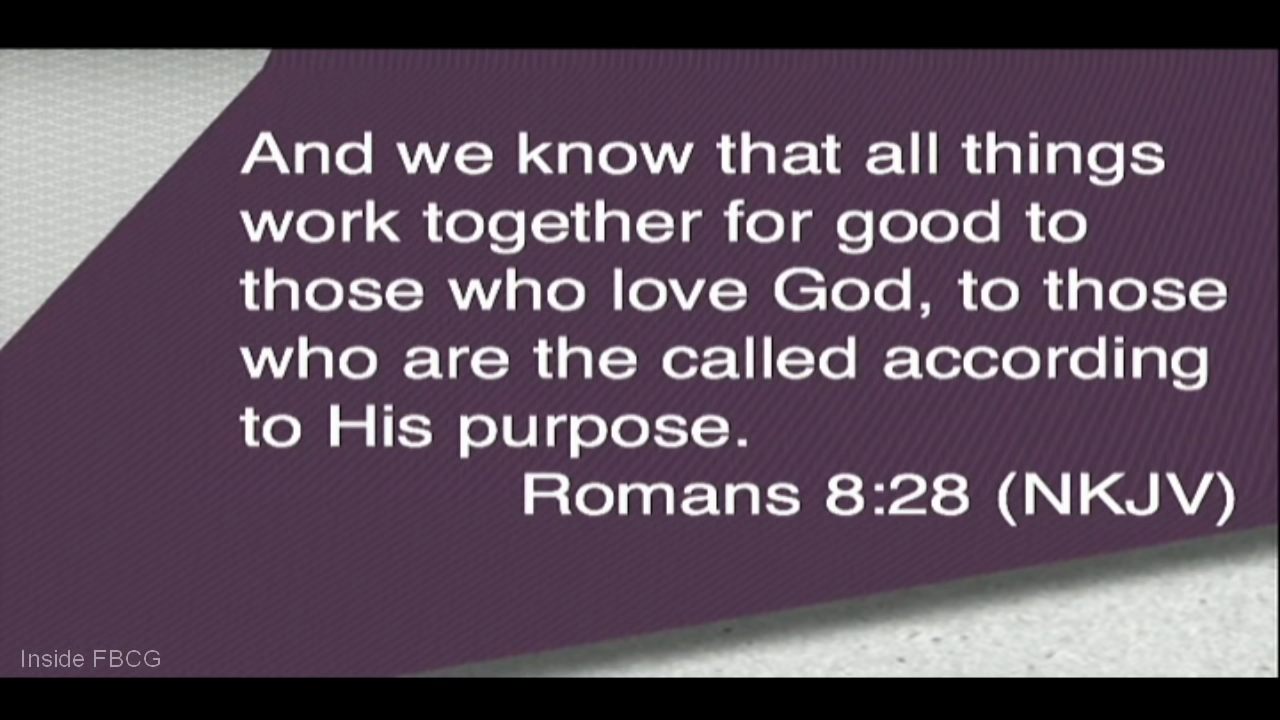 And we know that all things
work together for good to
those who love God, to those
who are the called according
to His purpose.
Romans 8:28 (NKJV)
Inside FBCG